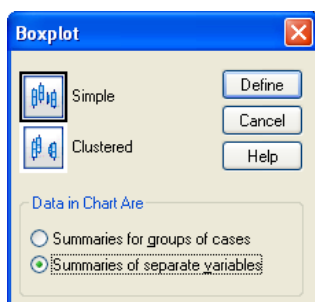 Boxplot
Simple
Clustered
Define
Cancel
Help
Data in Chart Are
Summaries for groups of cases
Summaries of separate variables